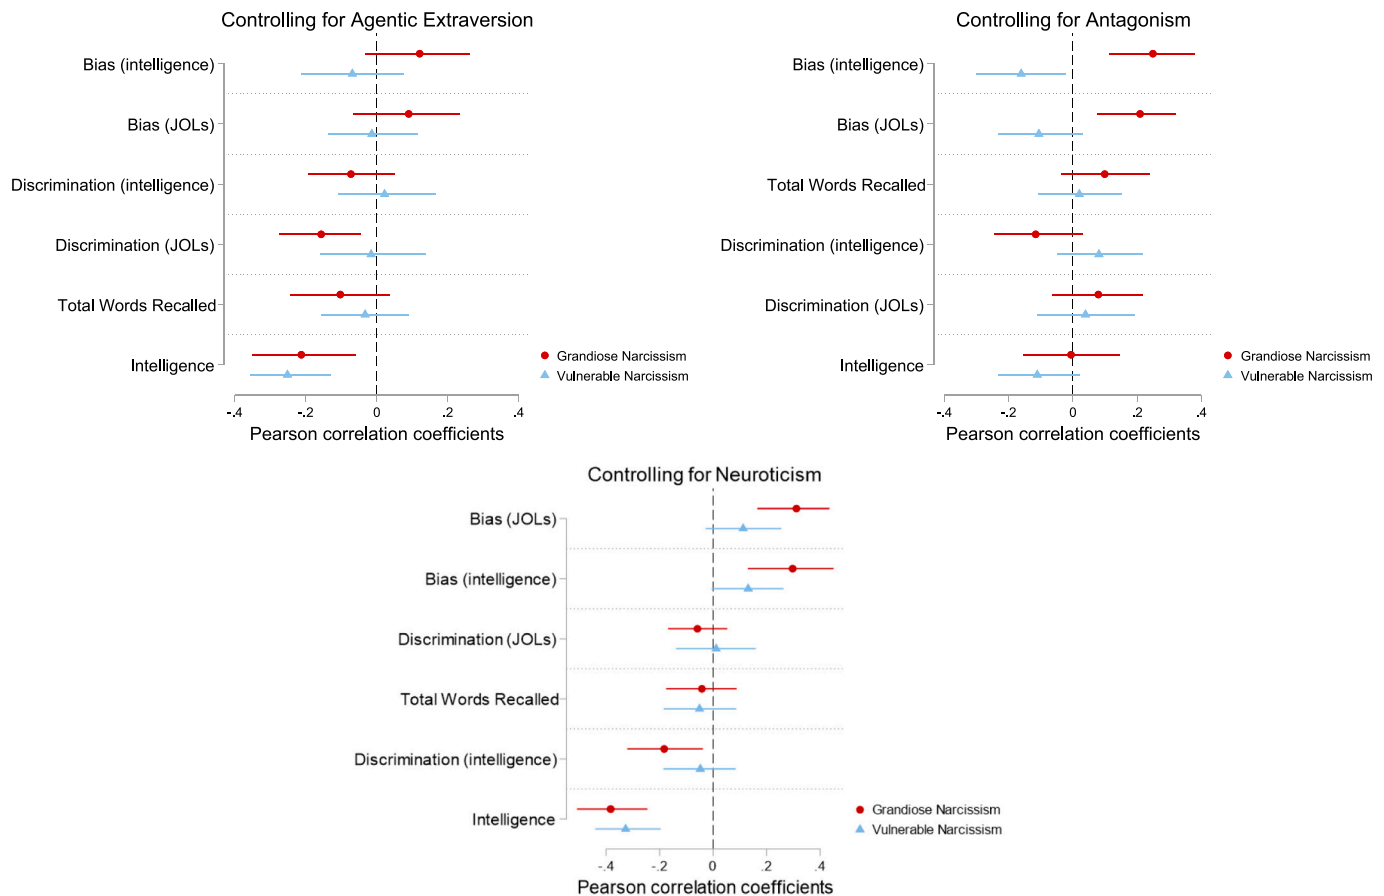 Controlling for Agentic Extraversion
Bias (intelligence)
Bias (JOLs)
Discrimination (intelligence)
Discrimination (JOLs)
Total Words Recalled
Intelligence
Grandiose Narcissism
Vulnerable Narcissism
-.4 -.2 0 .2 .4
Pearson correlation coefficients
Controlling for Antagonism
Bias (intelligence)
Bias (JOLs)
Total Words Recalled
Discrimination (intelligence)
Discrimination (JOLs)
Intelligence
Grandiose Narcissism
Vulnerable Narcissism
-.4 -.2 0 .2 .4
Pearson correlation coefficients
Controlling for Neuroticism
Bias (JOLs)
Bias (intelligence)
Discrimination (JOLs)
Total Words Recalled
Discrimination (intelligence)
Intelligence
Grandiose Narcissism
Vulnerable Narcissism
-.4 -.2 0 .2 .4
Pearson correlation coefficients